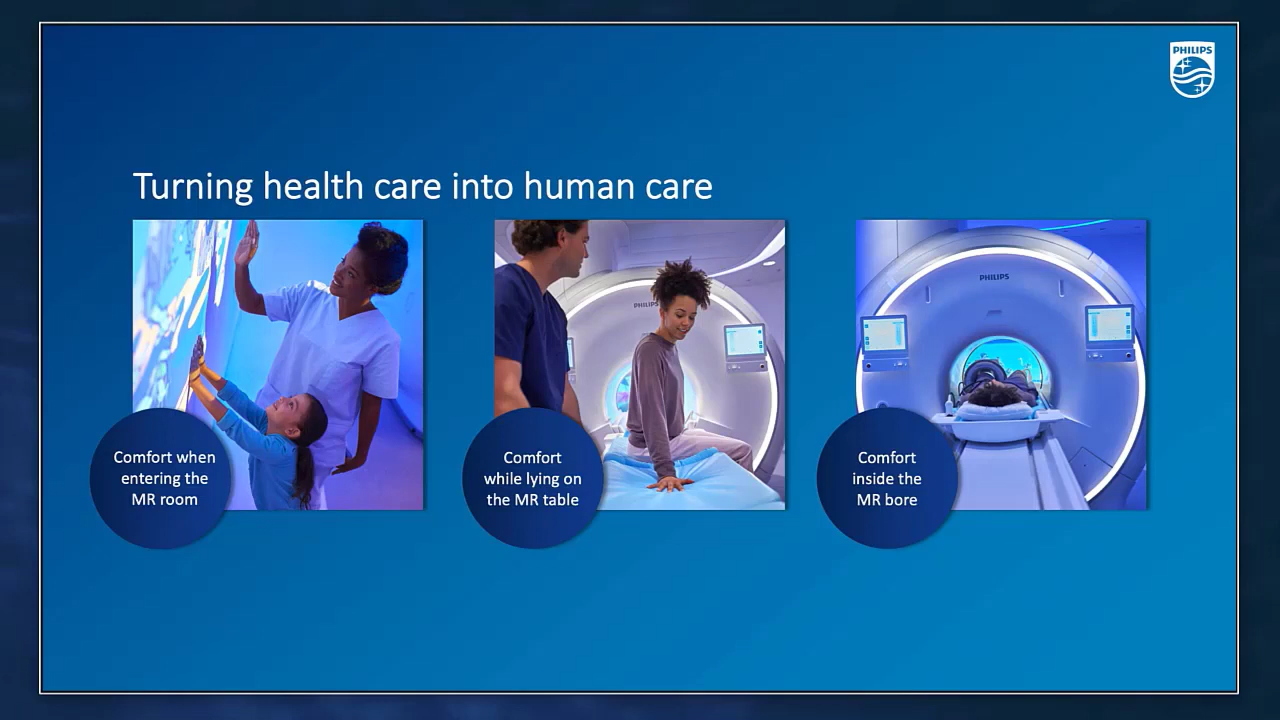 PHILIPS
Turning health care into human care
PHILIPS
PHILIPS
Comfort when
entering the
MR room
Comfort
while lying on
the MR table
Comfort
inside the
MR bore